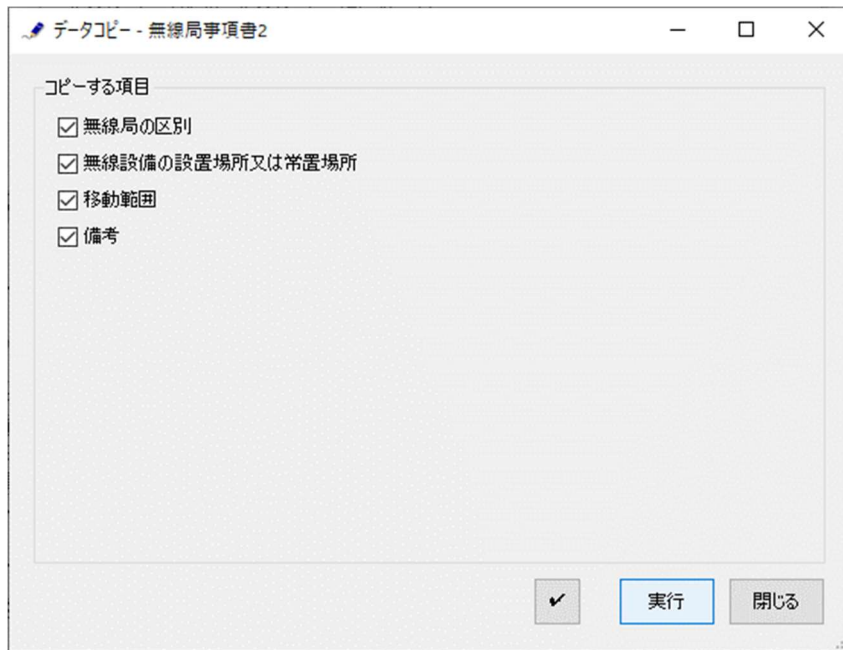 データコピー - 無線局事項書2
コピーする項目
無線局の区別
無線設備の設置場所又は常置場所
移動範囲
備考
実行
閉じる